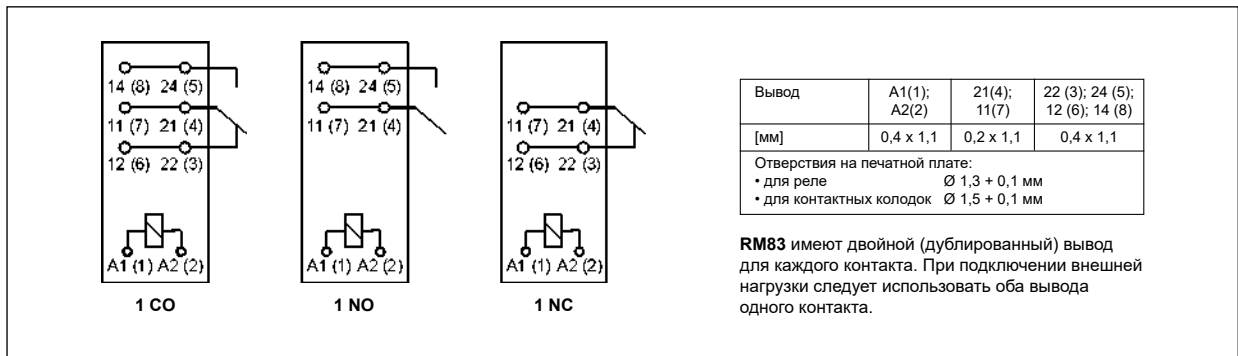 14 (8) 24 (5)
11 (7) 21 (4)
12 (6) 22 (3)
A1 (1) A2 (2)
1 CO
14 (8) 24 (5)
11 (7) 21 (4)
A1 (1) A2 (2)
1 NO
11 (7) 21 (4)
12 (6) 22 (3)
A1 (1) A2 (2)
1 NC
Вывод A1(1); 21(4); 22 (3); 24 (5);
A2(2) 11(7) 12 (6); 14 (8)
[мм] 0,4 x 1,1 0,2 x 1,1 0,4 x 1,1
Отверстия на печатной плате:
• для реле Ø 1,3 + 0,1 мм
• для контактных колодок Ø 1,5 + 0,1 мм
RM83 имеют двойной (дублированный) вывод
для каждого контакта. При подключении внешней
нагрузки следует использовать оба вывода
одного контакта.